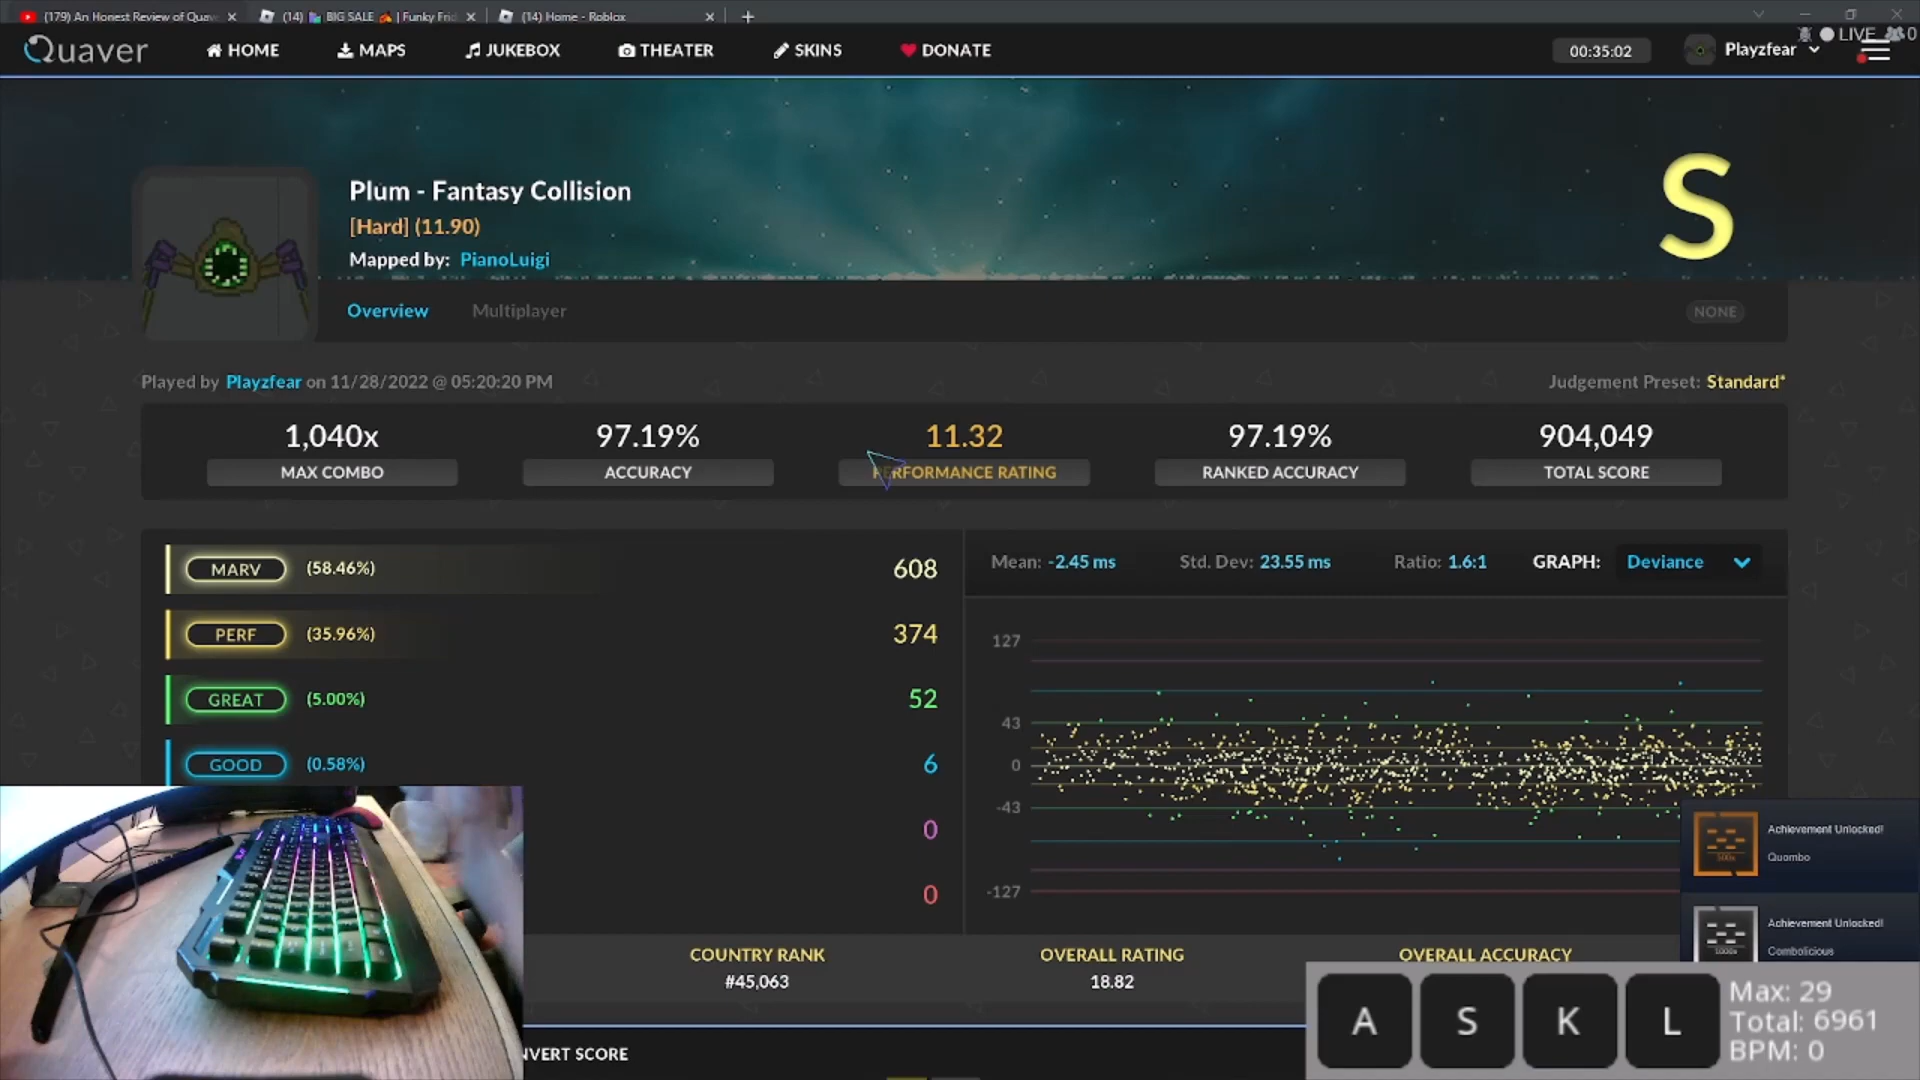 (179) An Honest Review of Quav
(14) BIG SALE | Funky Fri
(14) Home - Roblox
Quaver HOME MAPS JUKEBOX THEATER SKINS DONATE 00:35:02 Playzfear
LIVE 0
Plum - Fantasy Collision
[Hard] (11.90)
Mapped by: PianoLuigi
S
Overview Multiplayer NONE
Played by Playzfear on 11/28/2022 @ 05:20:20 PM
Judgement Preset: Standard*
1,040x 97.19% 11.32 97.19% 904,049
MAX COMBO ACCURACY PERFORMANCE RATING RANKED ACCURACY TOTAL SCORE
MARV (58.46%) 608
PERF (35.96%) 374
GREAT (5.00%) 52
GOOD (0.58%) 6
0
0
Mean: -2.45 ms Std. Dev: 23.55 ms Ratio: 1.6:1 GRAPH: Deviance
127
43
0
-43
-127
Achievement Unlocked!
Quombo
Achievement Unlocked!
Combolicious
COUNTRY RANK OVERALL RATING OVERALL ACCURACY
#45,063 18.82
NVERT SCORE
A S K L
Max: 29
Total: 6961
BPM: 0